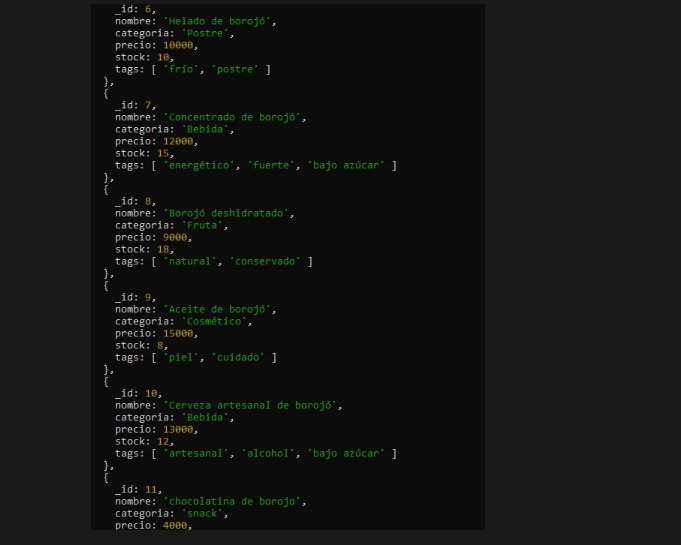 _id: 6,
nombre: 'Helado de borojó',
categoria: 'Postre',
precio: 10000,
stock: 10,
tags: [ 'frío', 'postre' ]
},
{
_id: 7,
nombre: 'Concentrado de borojó',
categoria: 'Bebida',
precio: 12000,
stock: 15,
tags: [ 'energético', 'fuerte', 'bajo azúcar' ]
},
{
_id: 8,
nombre: 'Borojó deshidratado',
categoria: 'Fruta',
precio: 9000,
stock: 18,
tags: [ 'natural', 'conservado' ]
},
{
_id: 9,
nombre: 'Aceite de borojó',
categoria: 'Cosmético',
precio: 15000,
stock: 8,
tags: [ 'piel', 'cuidado' ]
},
{
_id: 10,
nombre: 'Cerveza artesanal de borojó',
categoria: 'Bebida',
precio: 13000,
stock: 12,
tags: [ 'artesanal', 'alcohol', 'bajo azúcar' ]
},
{
_id: 11,
nombre: 'chocolatina de borojo',
categoria: 'snack',
precio: 4000,